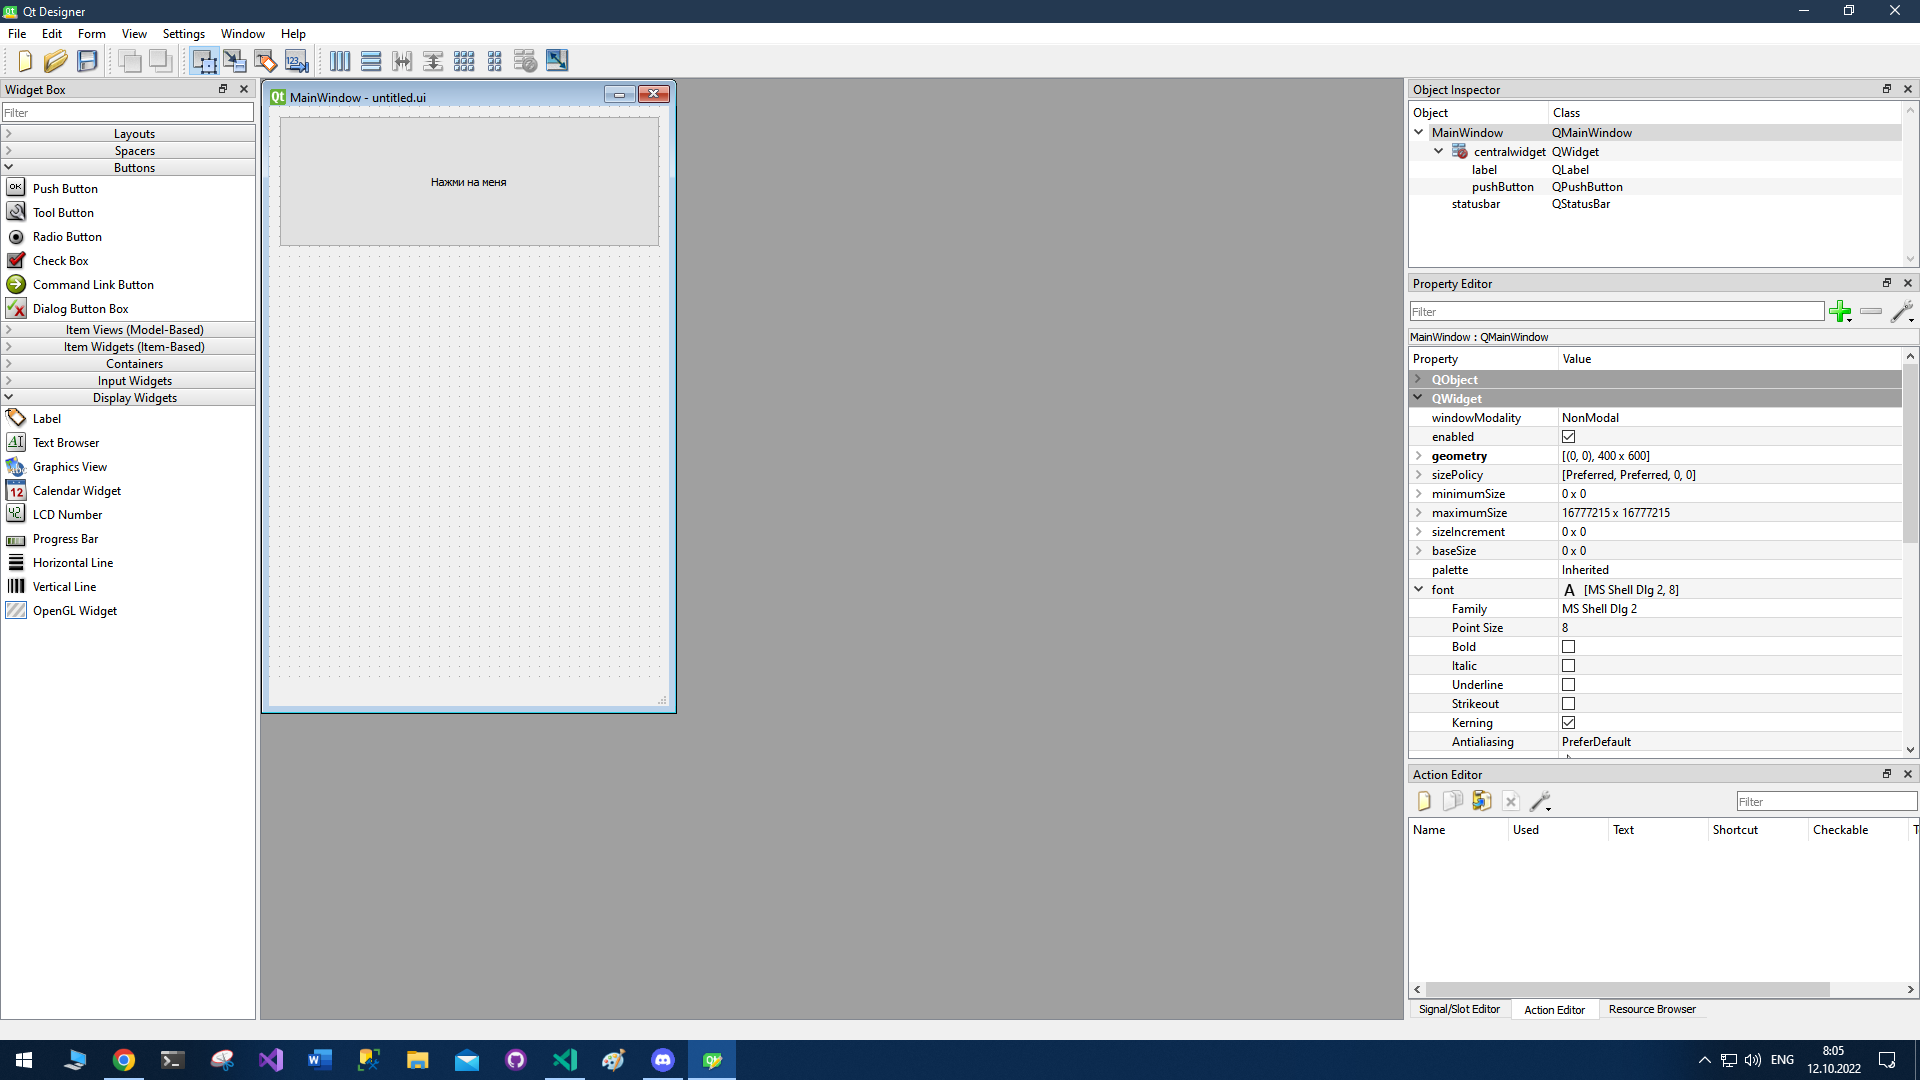 Qt Designer
File Edit Form View Settings Window Help
Widget Box
Filter
Layouts
Spacers
Buttons
Push Button
Tool Button
Radio Button
Check Box
Command Link Button
Dialog Button Box
Item Views (Model-Based)
Item Widgets (Item-Based)
Containers
Input Widgets
Display Widgets
Label
Text Browser
Graphics View
Calendar Widget
LCD Number
Progress Bar
Horizontal Line
Vertical Line
OpenGL Widget
MainWindow - untitled.ui
Нажми на меня
Object Inspector
Object Class
MainWindow QMainWindow
centralwidget QWidget
label QLabel
pushButton QPushButton
statusbar QStatusBar
Property Editor
Filter
MainWindow : QMainWindow
Property Value
QObject
QWidget
windowModality NonModal
enabled
geometry [(0, 0), 400 x 600]
sizePolicy [Preferred, Preferred, 0, 0]
minimumSize 0 x 0
maximumSize 16777215 x 16777215
sizeIncrement 0 x 0
baseSize 0 x 0
palette Inherited
font A [MS Shell Dlg 2, 8]
Family MS Shell Dlg 2
Point Size 8
Bold
Italic
Underline
Strikeout
Kerning
Antialiasing PreferDefault
Action Editor
Filter
Name Used Text Shortcut Checkable T
Signal/Slot Editor Action Editor Resource Browser
ENG
8:05
12.10.2022